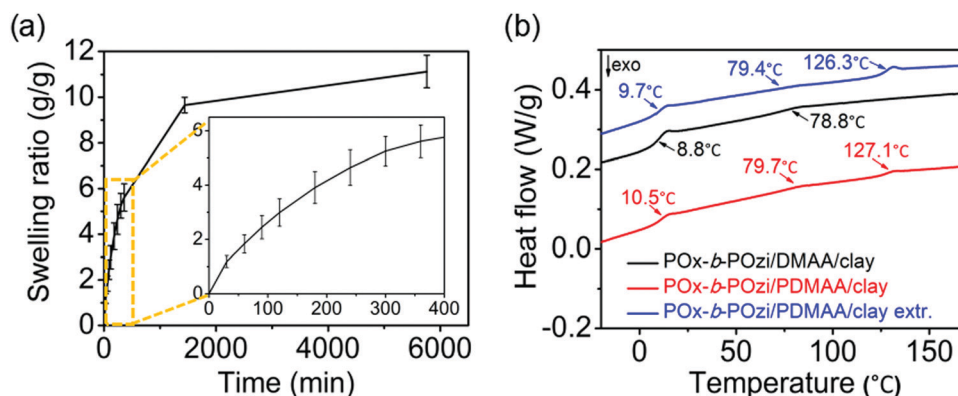 (a)
Swelling ratio (g/g)
12
10
8
6
4
2
0
6
4
2
0
0 100 200 300 400
0 2000 4000 6000
Time (min)
(b)
Heat flow (W/g)
0.4
0.2
0.0
-0.2
exo
9.7°C
79.4°C
126.3°C
8.8°C
78.8°C
10.5°C
79.7°C
127.1°C
POx-b-POzi/DMAA/clay
POx-b-POzi/PDMAA/clay
POx-b-POzi/PDMAA/clay extr.
0 50 100 150
Temperature (°C)